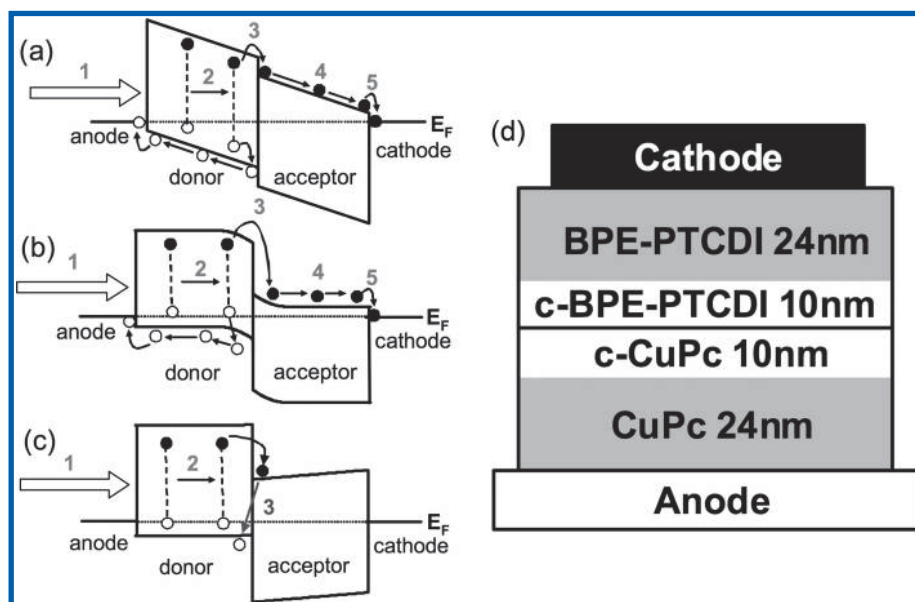 (a)
1
2
3
4
5
E_F
anode
cathode
donor
acceptor
(b)
1
2
3
4
5
E_F
anode
cathode
donor
acceptor
(c)
1
2
3
E_F
anode
cathode
donor
acceptor
(d)
Cathode
BPE-PTCDI 24nm
c-BPE-PTCDI 10nm
c-CuPc 10nm
CuPc 24nm
Anode